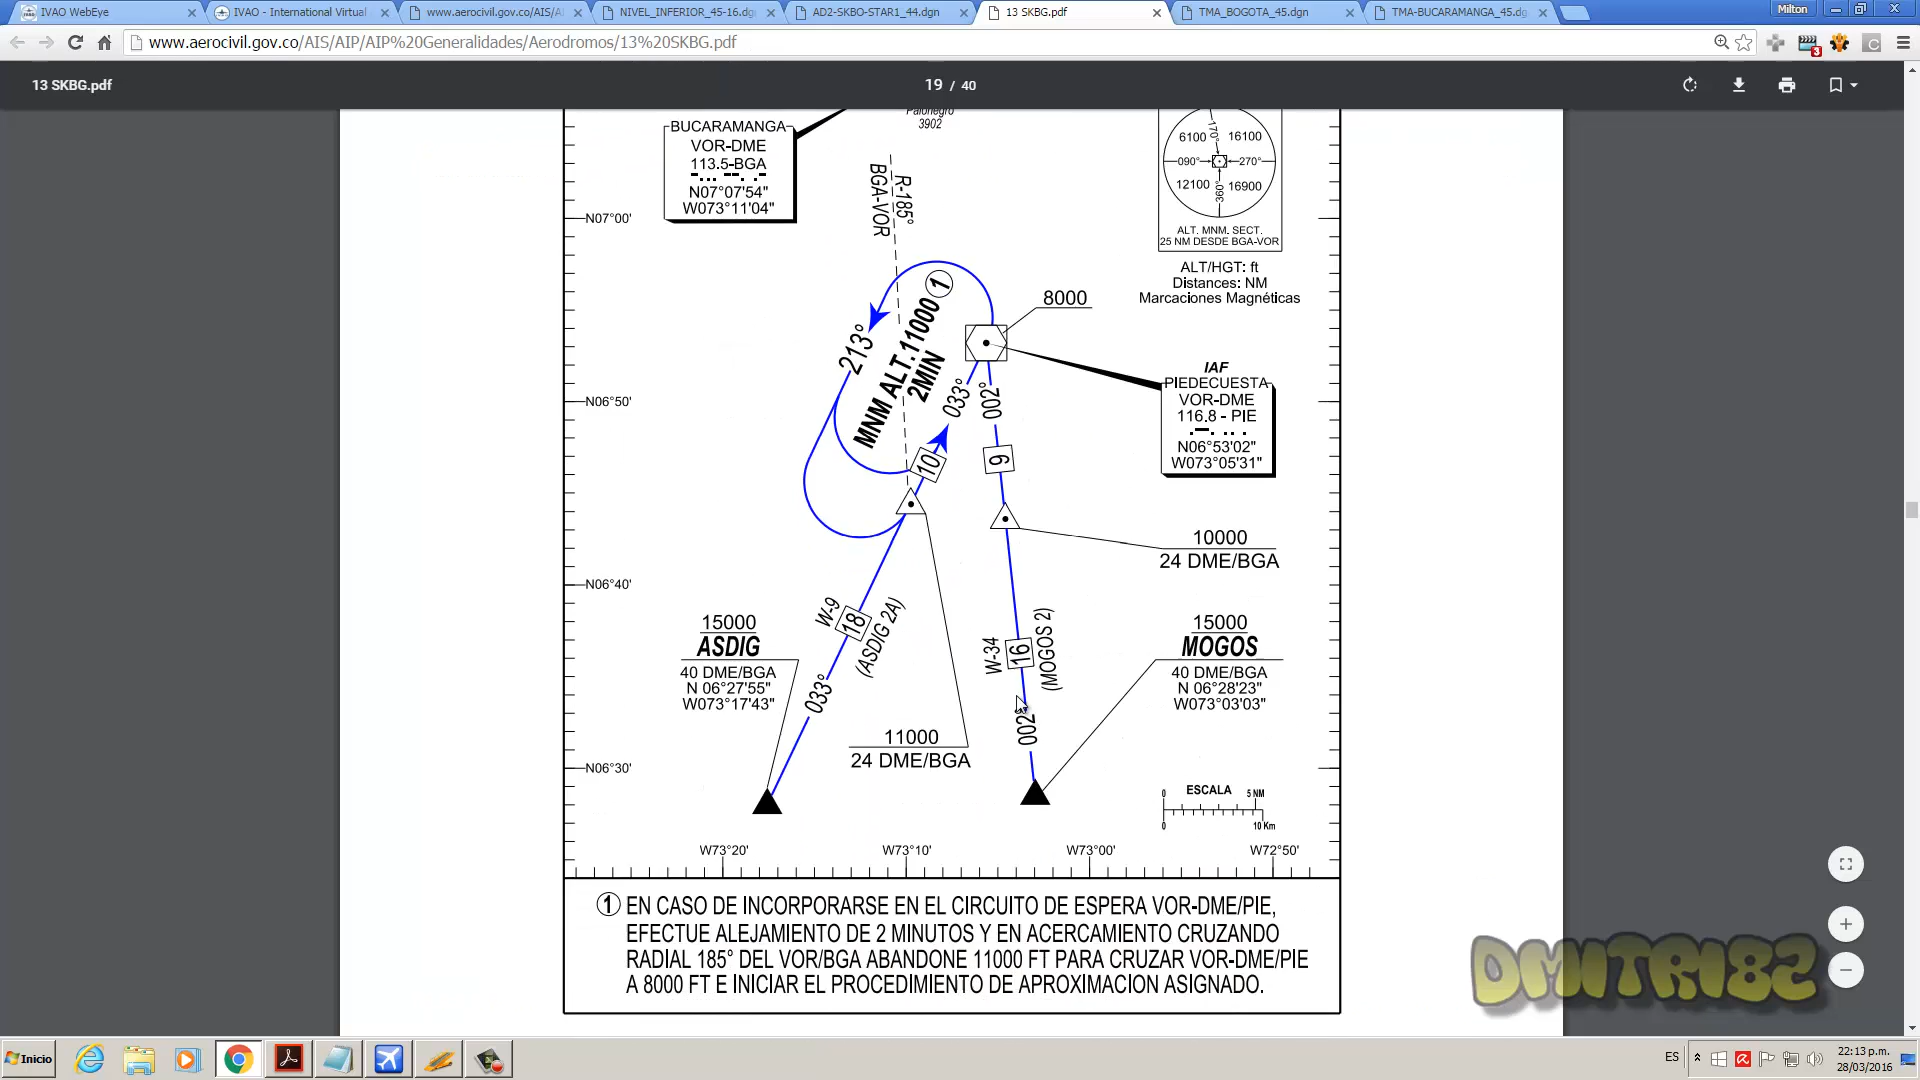 IVAO WebEye
IVAO - International Virtual
www.aerocivil.gov.co/AIS/A
NIVEL_INFERIOR_45-16.dg
AD2-SKBO-STAR1_44.dgn
13 SKBG.pdf
TMA_BOGOTA_45.dgn
TMA-BUCARAMANGA_45.dg
Milton
www.aerocivil.gov.co/AIS/AIP/AIP%20Generalidades/Aerodromos/13%20SKBG.pdf
3
13 SKBG.pdf
19 / 40
Palonegro
3902
BUCARAMANGA
VOR-DME
113.5-BGA
N07°07'54"
W073°11'04"
R-185°
BGA-VOR
170°
6100
16100
090°
270°
12100
16900
360°
ALT. MNM. SECT.
25 NM DESDE BGA-VOR
ALT/HGT: ft
Distances: NM
Marcaciones Magnéticas
N07°00'
8000
1
MNM ALT.11000
2MIN
213°
033°
002°
IAF
PIEDECUESTA
VOR-DME
116.8 - PIE
N06°53'02"
W073°05'31"
N06°50'
10
9
10000
24 DME/BGA
N06°40'
15000
ASDIG
40 DME/BGA
N 06°27'55"
W073°17'43"
W-9
18
(ASDIG 2A)
033°
W-34
16
(MOGOS 2)
002°
15000
MOGOS
40 DME/BGA
N 06°28'23"
W073°03'03"
11000
24 DME/BGA
N06°30'
ESCALA
0 5 NM
0 10 Km
W73°20'
W73°10'
W73°00'
W72°50'
1 EN CASO DE INCORPORARSE EN EL CIRCUITO DE ESPERA VOR-DME/PIE,
EFECTUE ALEJAMIENTO DE 2 MINUTOS Y EN ACERCAMIENTO CRUZANDO
RADIAL 185° DEL VOR/BGA ABANDONE 11000 FT PARA CRUZAR VOR-DME/PIE
A 8000 FT E INICIAR EL PROCEDIMIENTO DE APROXIMACION ASIGNADO.
DMITRI82
Inicio
ES
22:13 p.m.
28/03/2016